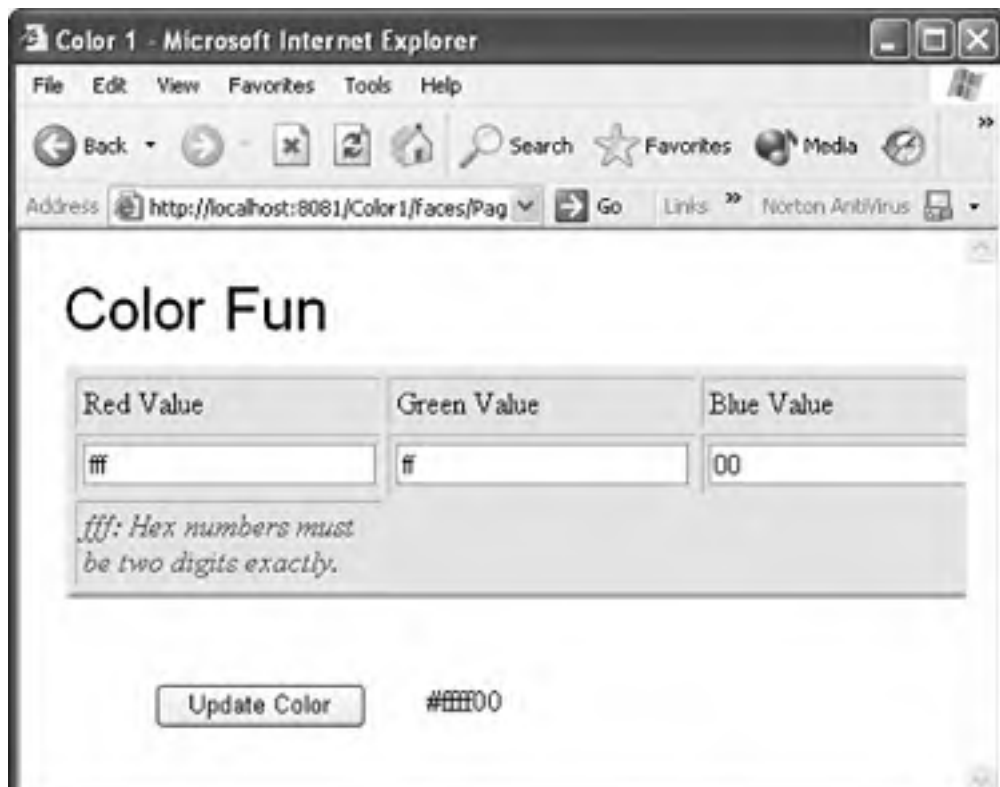 Color 1 - Microsoft Internet Explorer
File Edit View Favorites Tools Help
Back Search Favorites Media »
Address http://localhost:8081/Color1/faces/Pag Go Links » Norton AntiVirus
Color Fun
Red Value Green Value Blue Value
fff ff 00
fff: Hex numbers must
be two digits exactly.
Update Color #ffff00